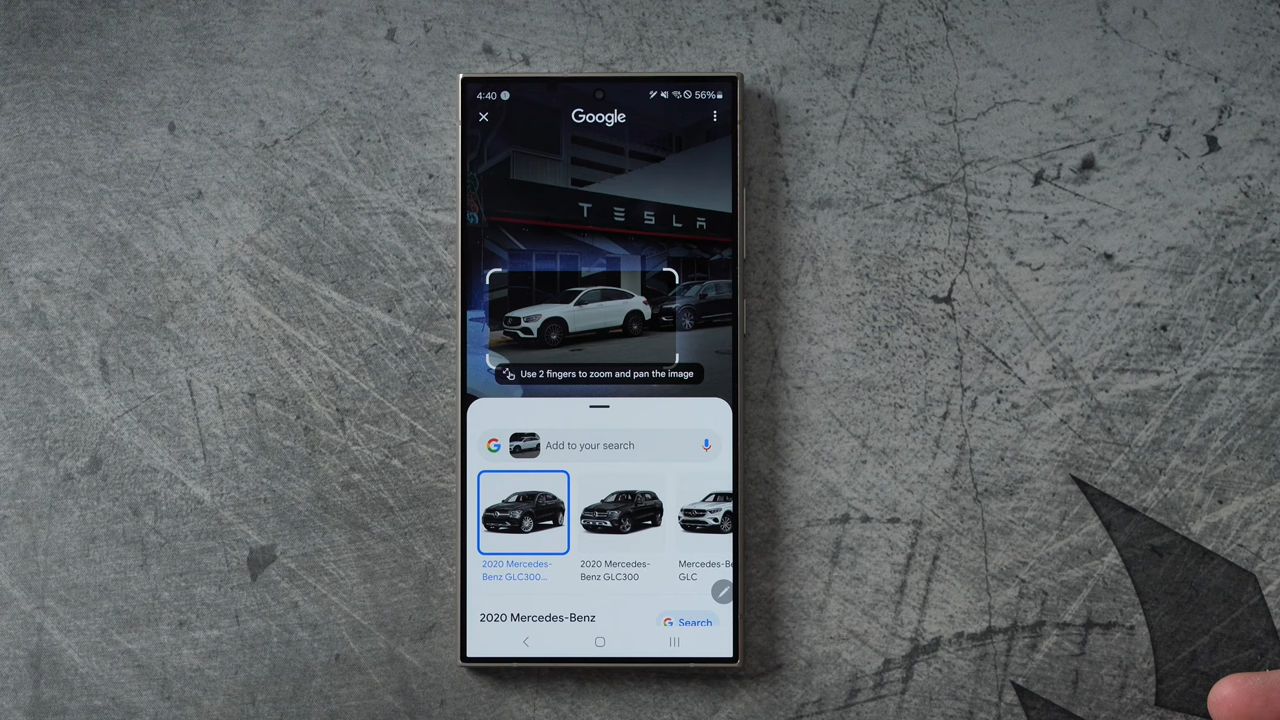 4:40
56%
Google
TESLA
Use 2 fingers to zoom and pan the image
Add to your search
2020 Mercedes-
Benz GLC300...
2020 Mercedes-
Benz GLC300
Mercedes-Be
GLC
2020 Mercedes-Benz
Search